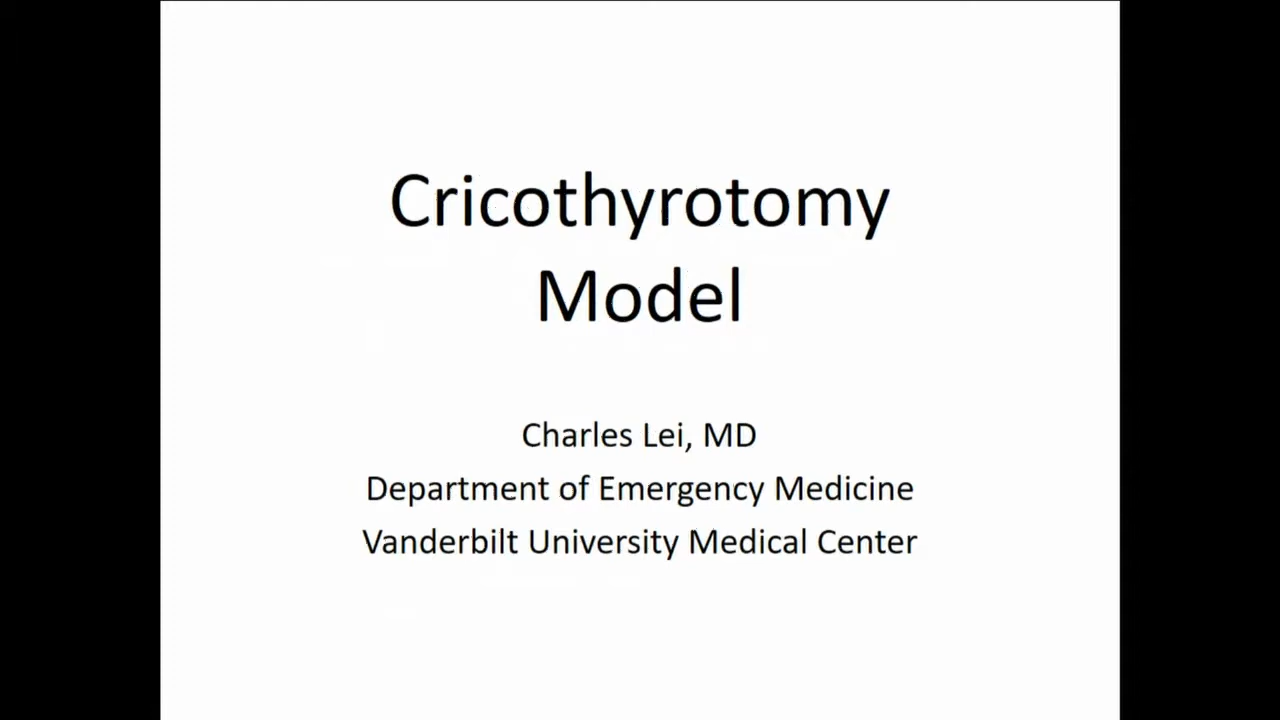 Cricothyrotomy
Model
Charles Lei, MD
Department of Emergency Medicine
Vanderbilt University Medical Center